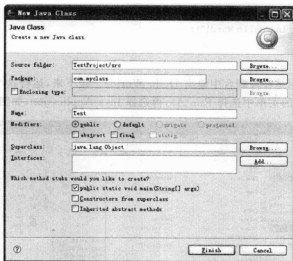 New Java Class
Java Class
Create a new Java class.
Source folder: TestProject/src Browse...
Package: com.myclass Browse...
Enclosing type: Browse...
Name: Test
Modifiers: public default private protected
abstract final static
Superclass: java.lang.Object Browse...
Interfaces: Add...
Which method stubs would you like to create?
public static void main(String[] args)
Constructors from superclass
Inherited abstract methods
Finish Cancel